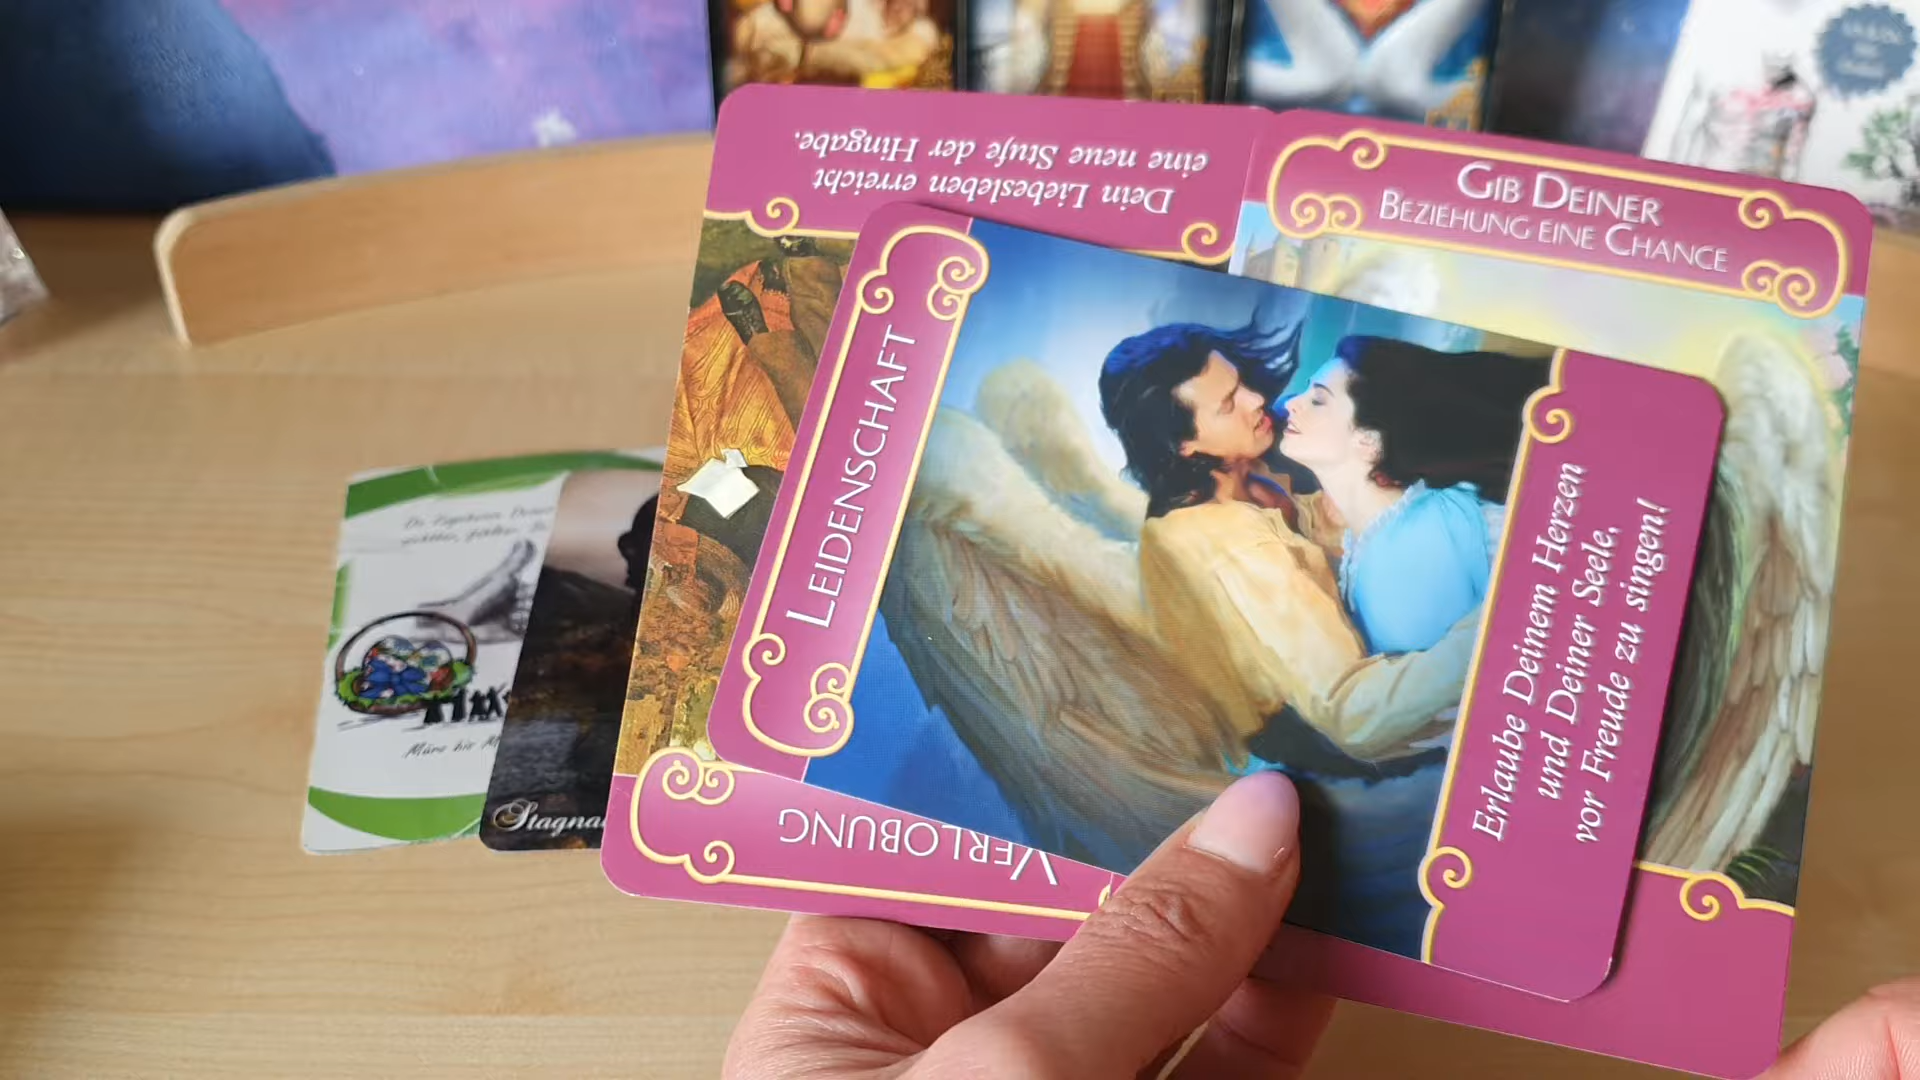 Dein Liebesleben erreicht
eine neue Stufe der Hingabe.
VERLOBUNG
GIB DEINER
BEZIEHUNG EINE CHANCE
LEIDENSCHAFT
Erlaube Deinem Herzen
und Deiner Seele,
vor Freude zu singen!
Stagna